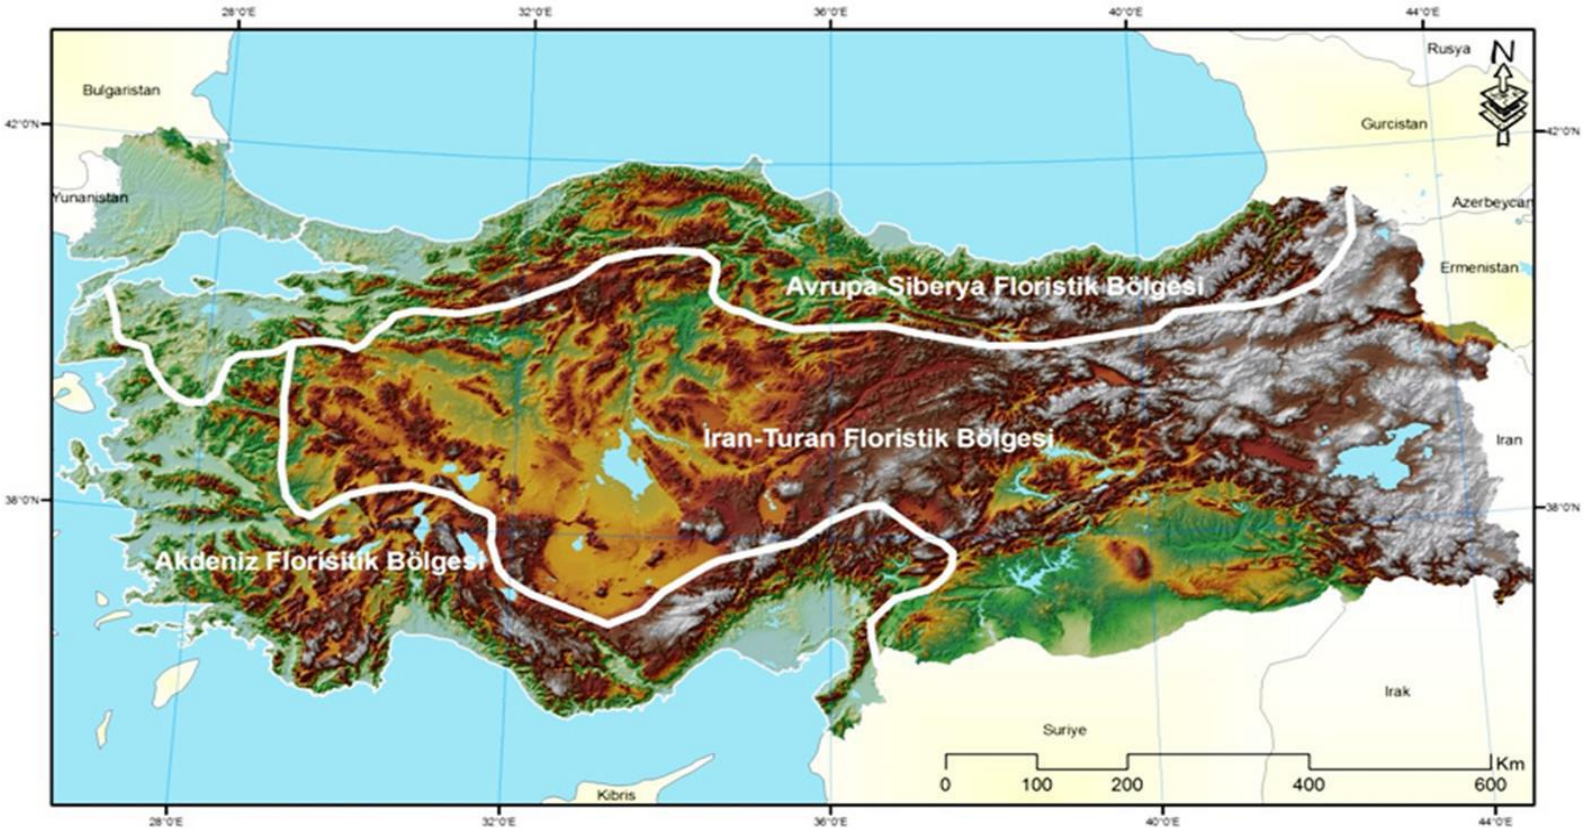 28°0'E 32°0'E 36°0'E 40°0'E 44°0'E
Rusya
N
Bulgaristan
Gurcistan
42°0'N 42°0'N
Yunanistan
Azerbeycan
Ermenistan
Avrupa-Siberya Floristik Bölgesi
İran-Turan Floristik Bölgesi
Iran
38°0'N 38°0'N
Akdeniz Florisitik Bölgesi
Irak
Suriye
Km
0 100 200 400 600
Kibris
28°0'E 32°0'E 36°0'E 40°0'E 44°0'E